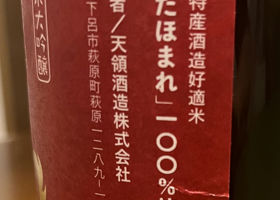 特産酒造好適米
たほまれ」一〇〇%
者/天領酒造株式会社
下呂市萩原町萩原一二八九-一
大吟醸